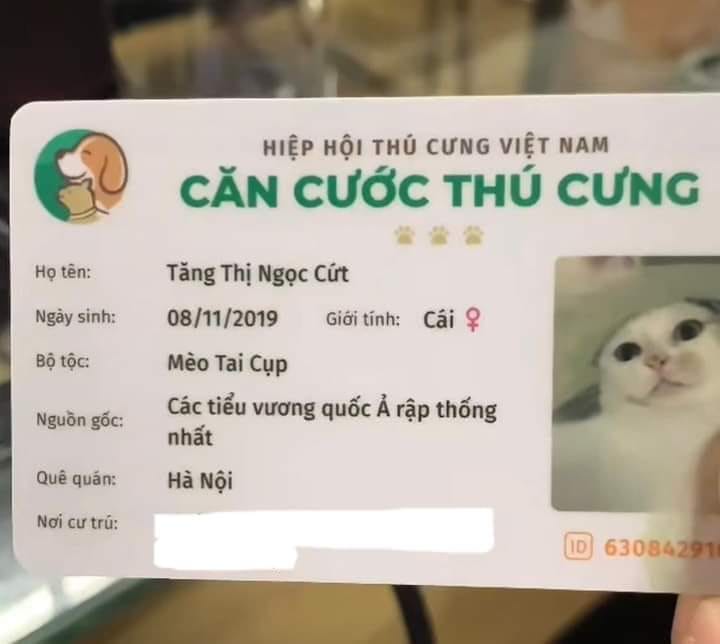 HIỆP HỘI THÚ CƯNG VIỆT NAM
CĂN CƯỚC THÚ CƯNG
Họ tên: Tăng Thị Ngọc Cứt
Ngày sinh: 08/11/2019 Giới tính: Cái ♀
Bộ tộc: Mèo Tai Cụp
Nguồn gốc: Các tiểu vương quốc Ả rập thống
nhất
Quê quán: Hà Nội
Nơi cư trú:
ID 630842910